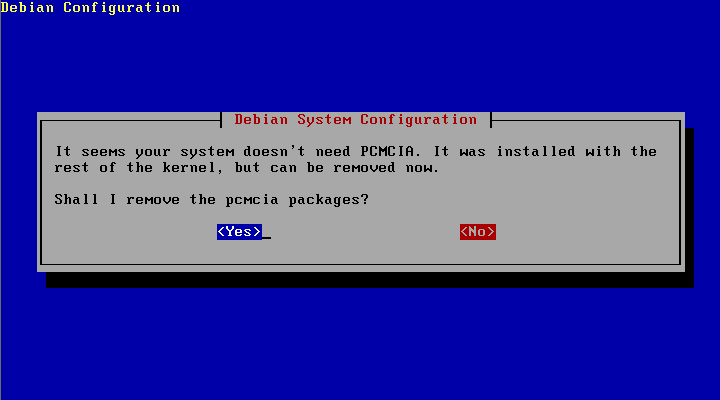 Debian Configuration
Debian System Configuration
It seems your system doesn't need PCMCIA. It was installed with the
rest of the kernel, but can be removed now.
Shall I remove the pcmcia packages?
<Yes> <No>